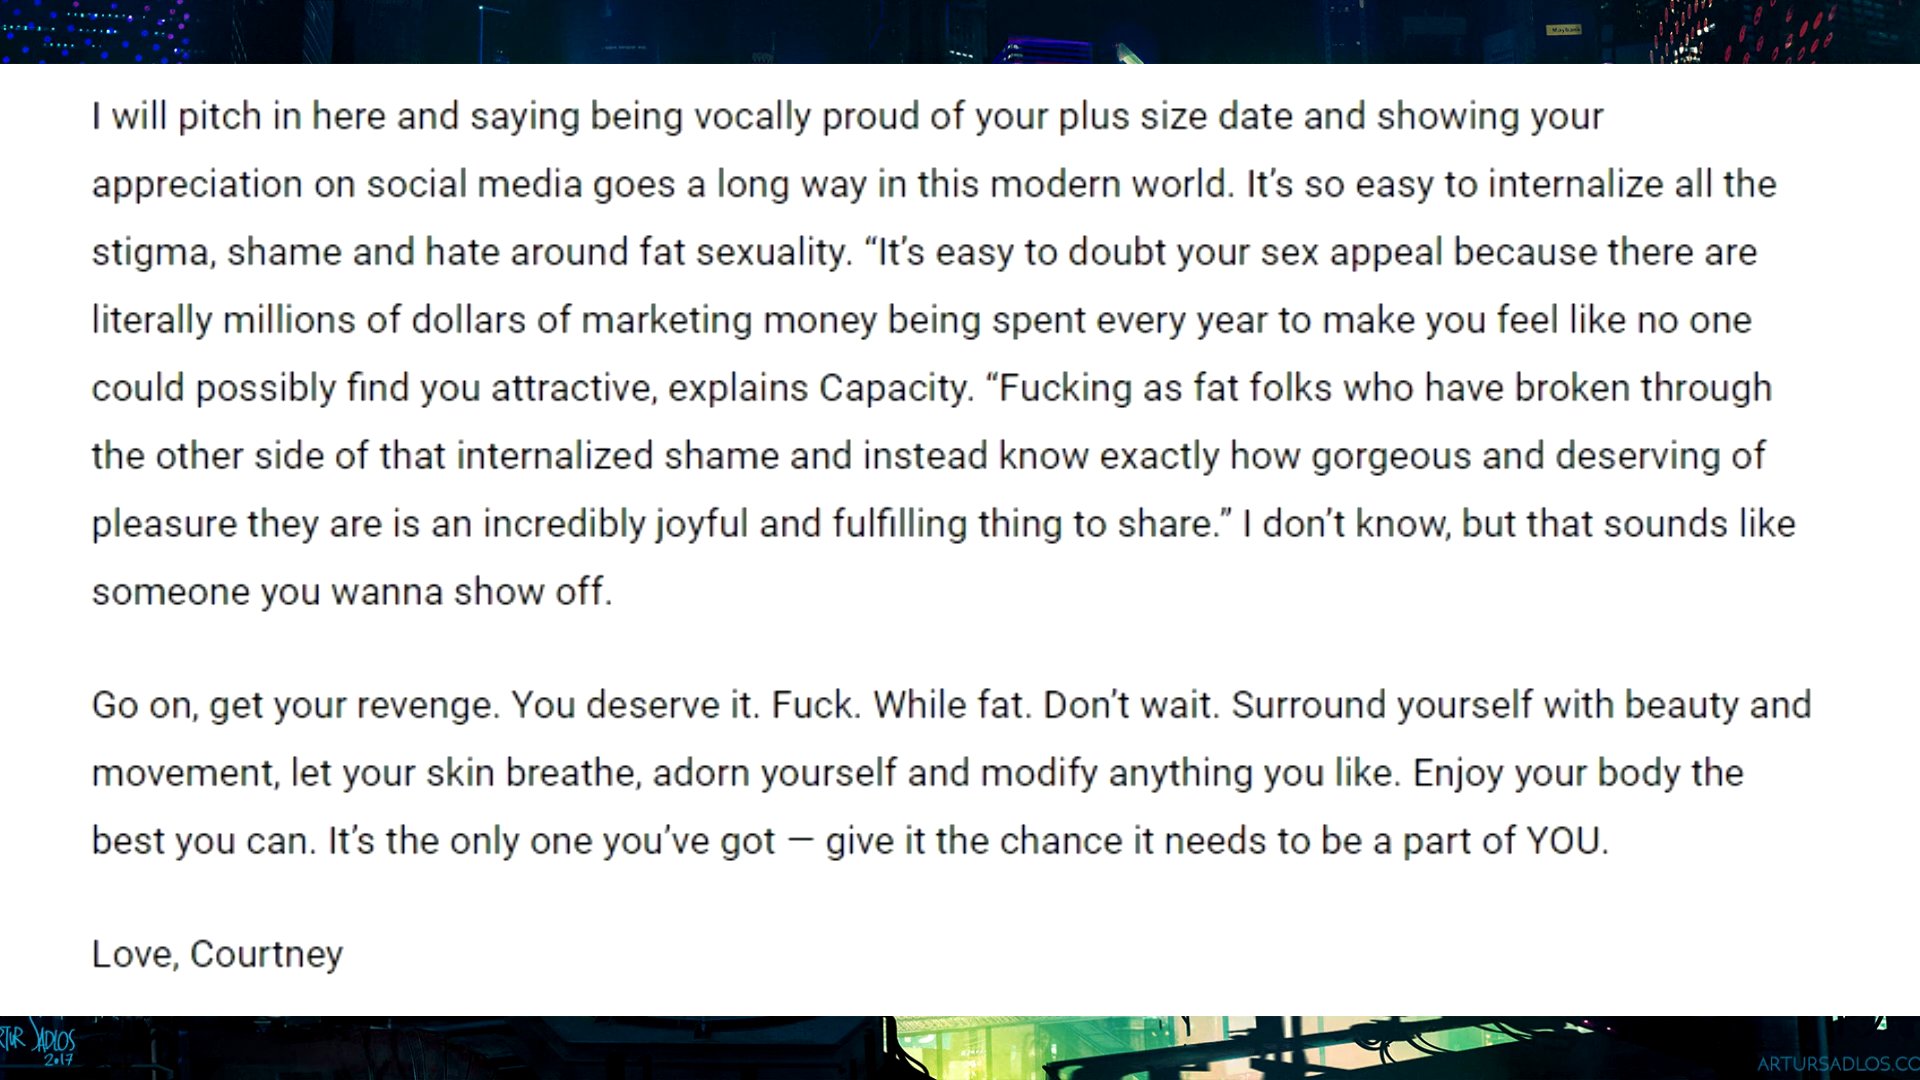 Maybank
I will pitch in here and saying being vocally proud of your plus size date and showing your
appreciation on social media goes a long way in this modern world. It’s so easy to internalize all the
stigma, shame and hate around fat sexuality. “It’s easy to doubt your sex appeal because there are
literally millions of dollars of marketing money being spent every year to make you feel like no one
could possibly find you attractive, explains Capacity. “Fucking as fat folks who have broken through
the other side of that internalized shame and instead know exactly how gorgeous and deserving of
pleasure they are is an incredibly joyful and fulfilling thing to share.” I don’t know, but that sounds like
someone you wanna show off.
Go on, get your revenge. You deserve it. Fuck. While fat. Don’t wait. Surround yourself with beauty and
movement, let your skin breathe, adorn yourself and modify anything you like. Enjoy your body the
best you can. It’s the only one you’ve got — give it the chance it needs to be a part of YOU.
Love, Courtney
RTUR SADLOS
2017
ARTURSADLOS.CO